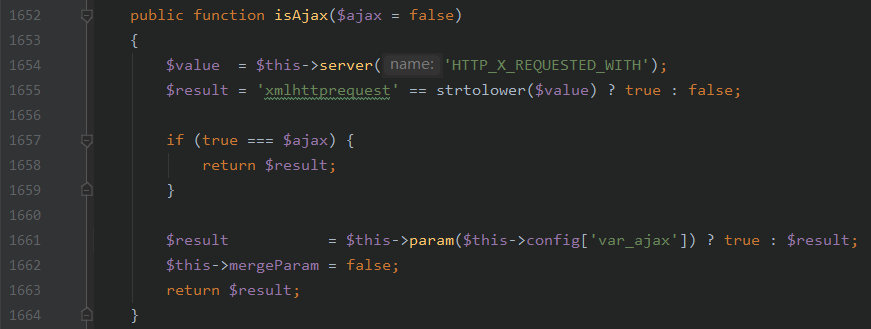 1652 public function isAjax($ajax = false)
1653 {
1654 $value  = $this->server( name: 'HTTP_X_REQUESTED_WITH');
1655 $result = 'xmlhttprequest' == strtolower($value) ? true : false;
1656
1657 if (true === $ajax) {
1658 return $result;
1659 }
1660
1661 $result           = $this->param($this->config['var_ajax']) ? true : $result;
1662 $this->mergeParam = false;
1663 return $result;
1664 }